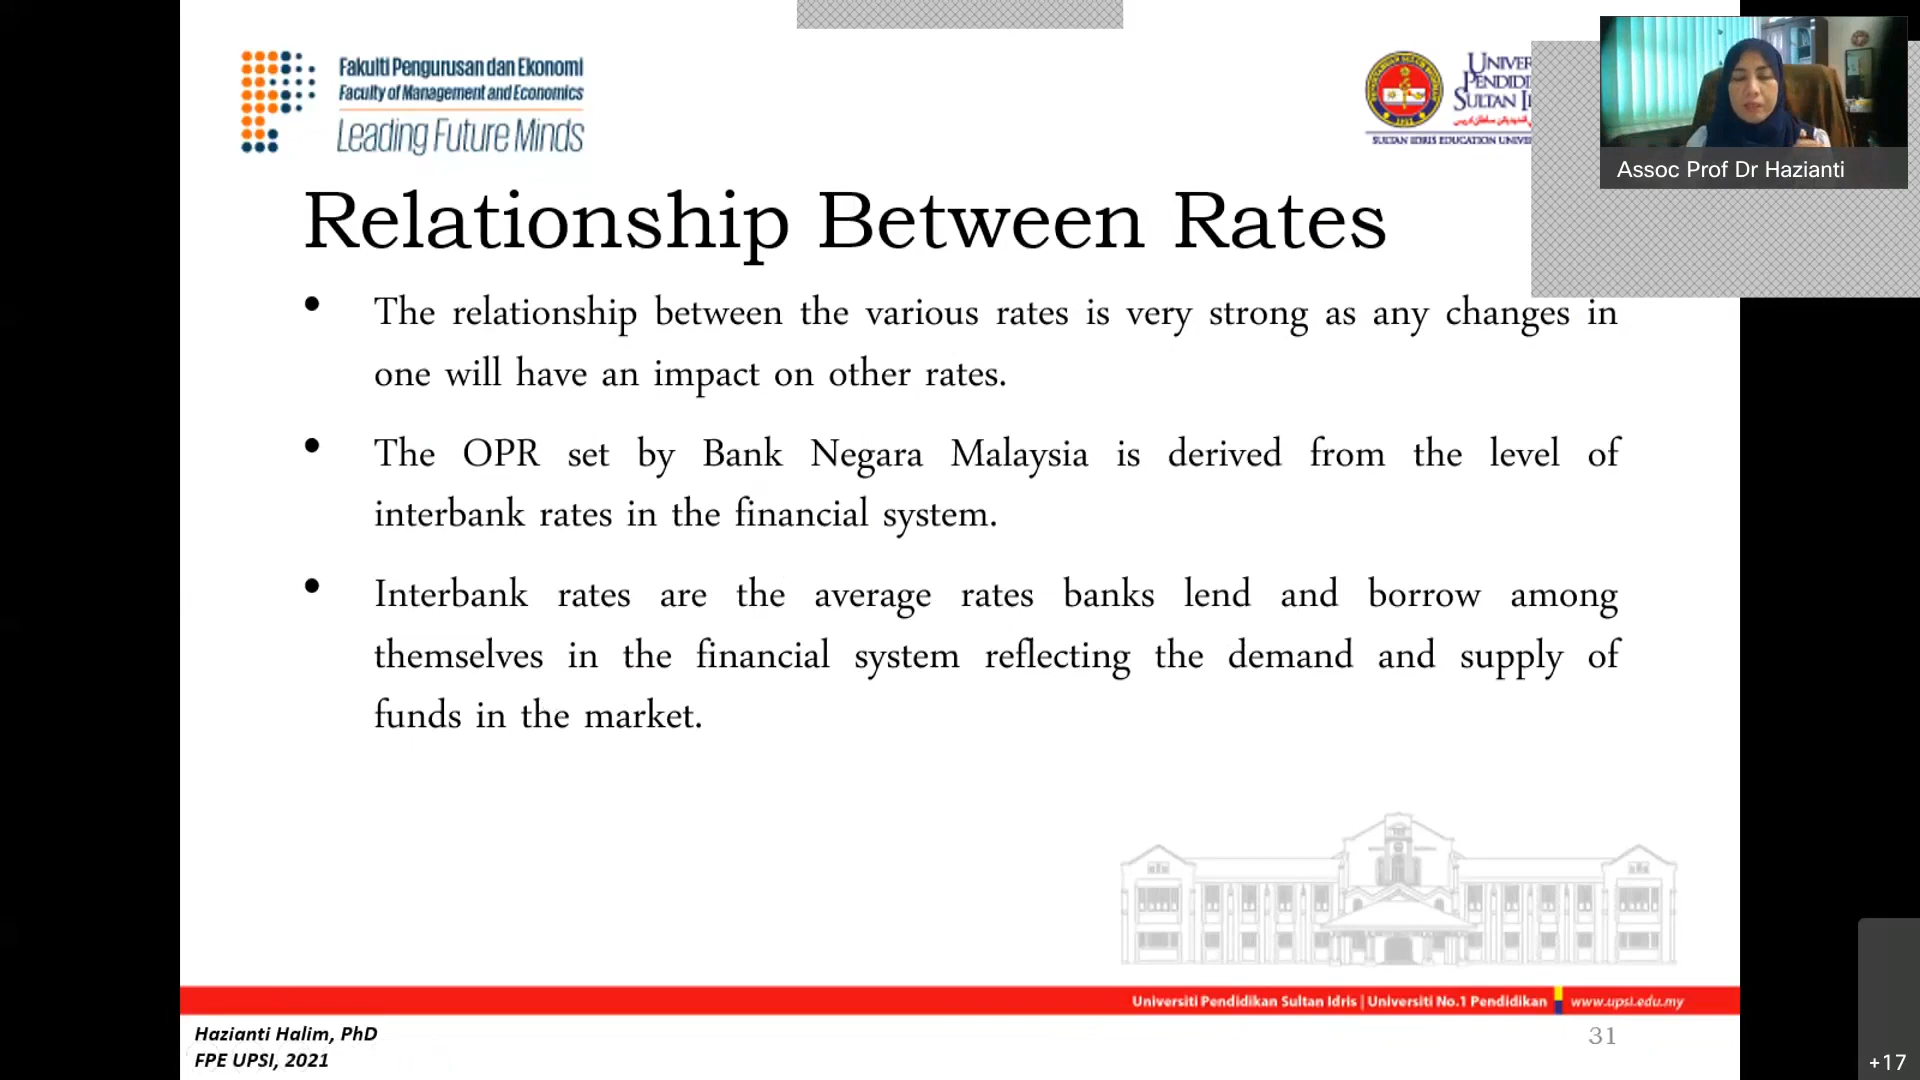 Fakulti Pengurusan dan Ekonomi
Faculty of Management and Economics
Leading Future Minds
SULTAN IDRIS EDUCATION
Assoc Prof Dr Hazianti
Relationship Between Rates
• The relationship between the various rates is very strong as any changes in
one will have an impact on other rates.
• The OPR set by Bank Negara Malaysia is derived from the level of
interbank rates in the financial system.
• Interbank rates are the average rates banks lend and borrow among
themselves in the financial system reflecting the demand and supply of
funds in the market.
Universiti Pendidikan Sultan Idris | Universiti No.1 Pendidikan www.upsi.edu.my
Hazianti Halim, PhD
FPE UPSI, 2021
31
+17